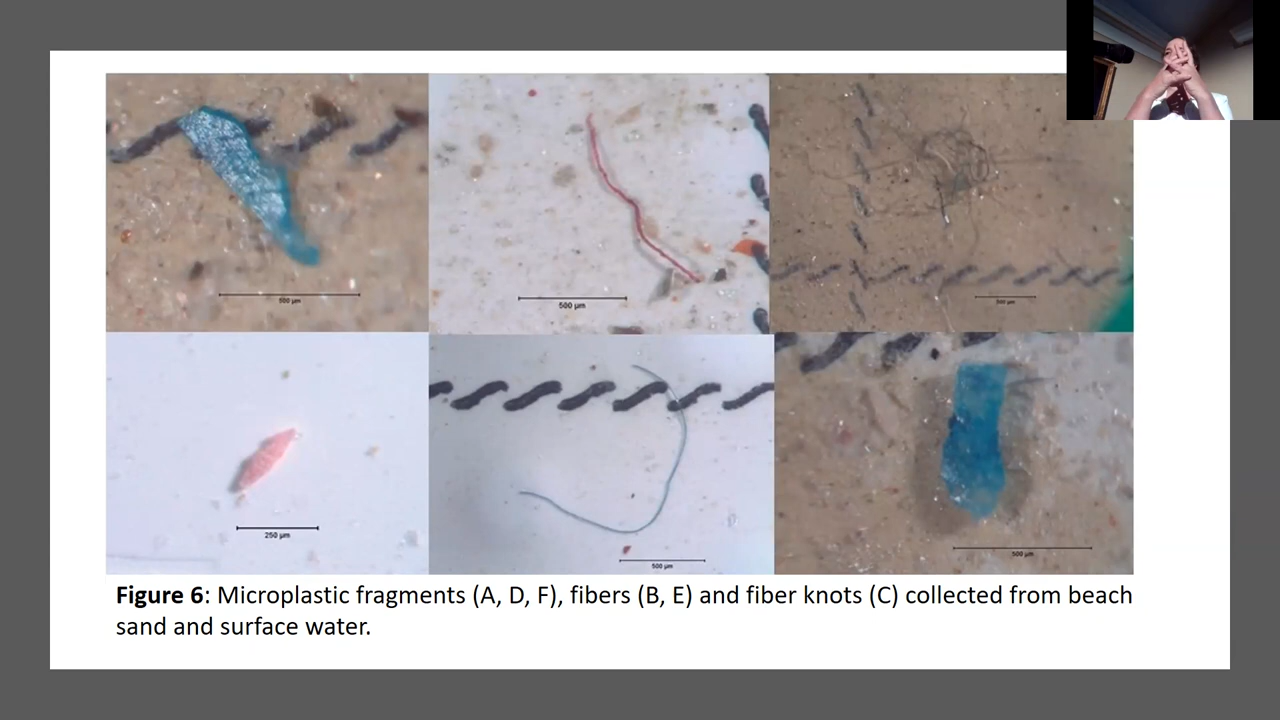 500 µm
500 µm
500 µm
250 µm
500 µm
500 µm
Figure 6: Microplastic fragments (A, D, F), fibers (B, E) and fiber knots (C) collected from beach
sand and surface water.